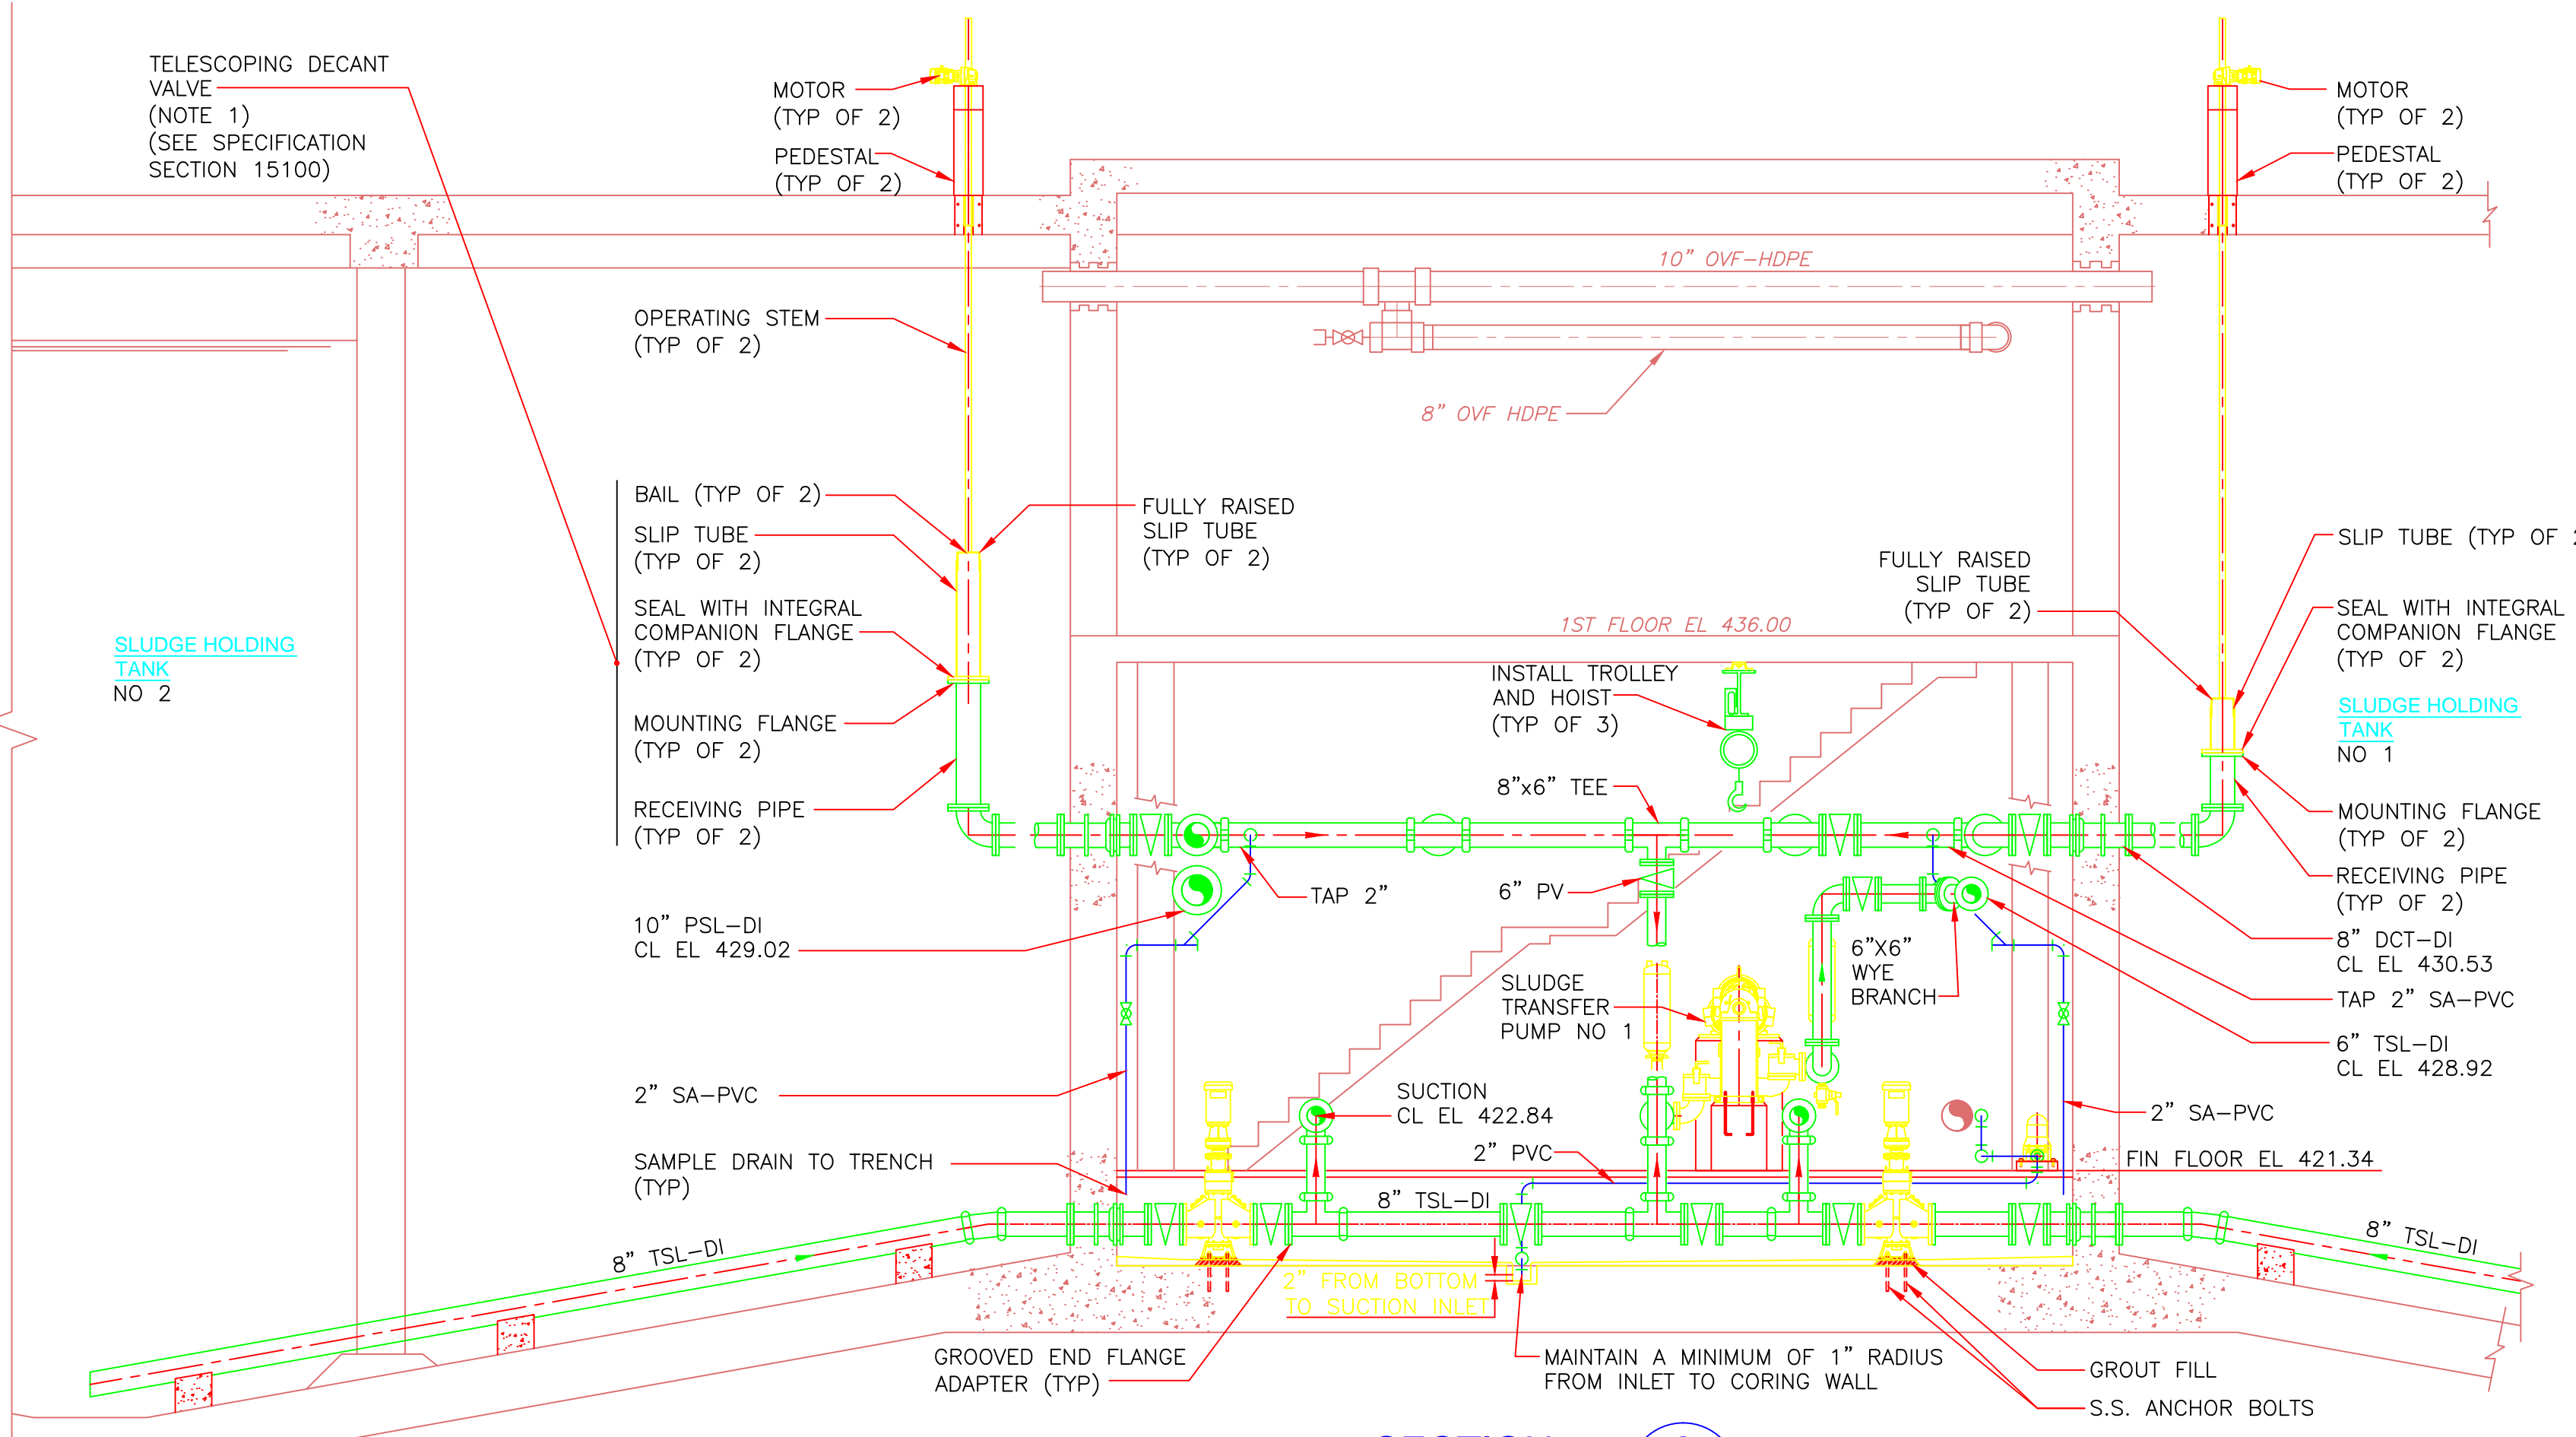 TELESCOPING DECANT
VALVE
(NOTE 1)
(SEE SPECIFICATION
SECTION 15100)
MOTOR
(TYP OF 2)
PEDESTAL
(TYP OF 2)
MOTOR
(TYP OF 2)
PEDESTAL
(TYP OF 2)
10" OVF-HDPE
8" OVF HDPE
OPERATING STEM
(TYP OF 2)
BAIL (TYP OF 2)
SLIP TUBE
(TYP OF 2)
SEAL WITH INTEGRAL
COMPANION FLANGE
(TYP OF 2)
MOUNTING FLANGE
(TYP OF 2)
RECEIVING PIPE
(TYP OF 2)
FULLY RAISED
SLIP TUBE
(TYP OF 2)
SLUDGE HOLDING
TANK
NO 2
1ST FLOOR EL 436.00
FULLY RAISED
SLIP TUBE
(TYP OF 2)
SLIP TUBE (TYP OF
SEAL WITH INTEGRAL
COMPANION FLANGE
(TYP OF 2)
SLUDGE HOLDING
TANK
NO 1
MOUNTING FLANGE
(TYP OF 2)
RECEIVING PIPE
(TYP OF 2)
8" DCT-DI
CL EL 430.53
TAP 2" SA-PVC
6" TSL-DI
CL EL 428.92
INSTALL TROLLEY
AND HOIST
(TYP OF 3)
8"x6" TEE
TAP 2"
6" PV
10" PSL-DI
CL EL 429.02
6"X6"
WYE
BRANCH
SLUDGE
TRANSFER
PUMP NO 1
2" SA-PVC
SUCTION
CL EL 422.84
2" SA-PVC
2" PVC
SAMPLE DRAIN TO TRENCH
(TYP)
FIN FLOOR EL 421.34
8" TSL-DI
8" TSL-DI
8" TSL-DI
2" FROM BOTTOM
TO SUCTION INLET
GROOVED END FLANGE
ADAPTER (TYP)
MAINTAIN A MINIMUM OF 1" RADIUS
FROM INLET TO CORING WALL
GROUT FILL
S.S. ANCHOR BOLTS
SECTION